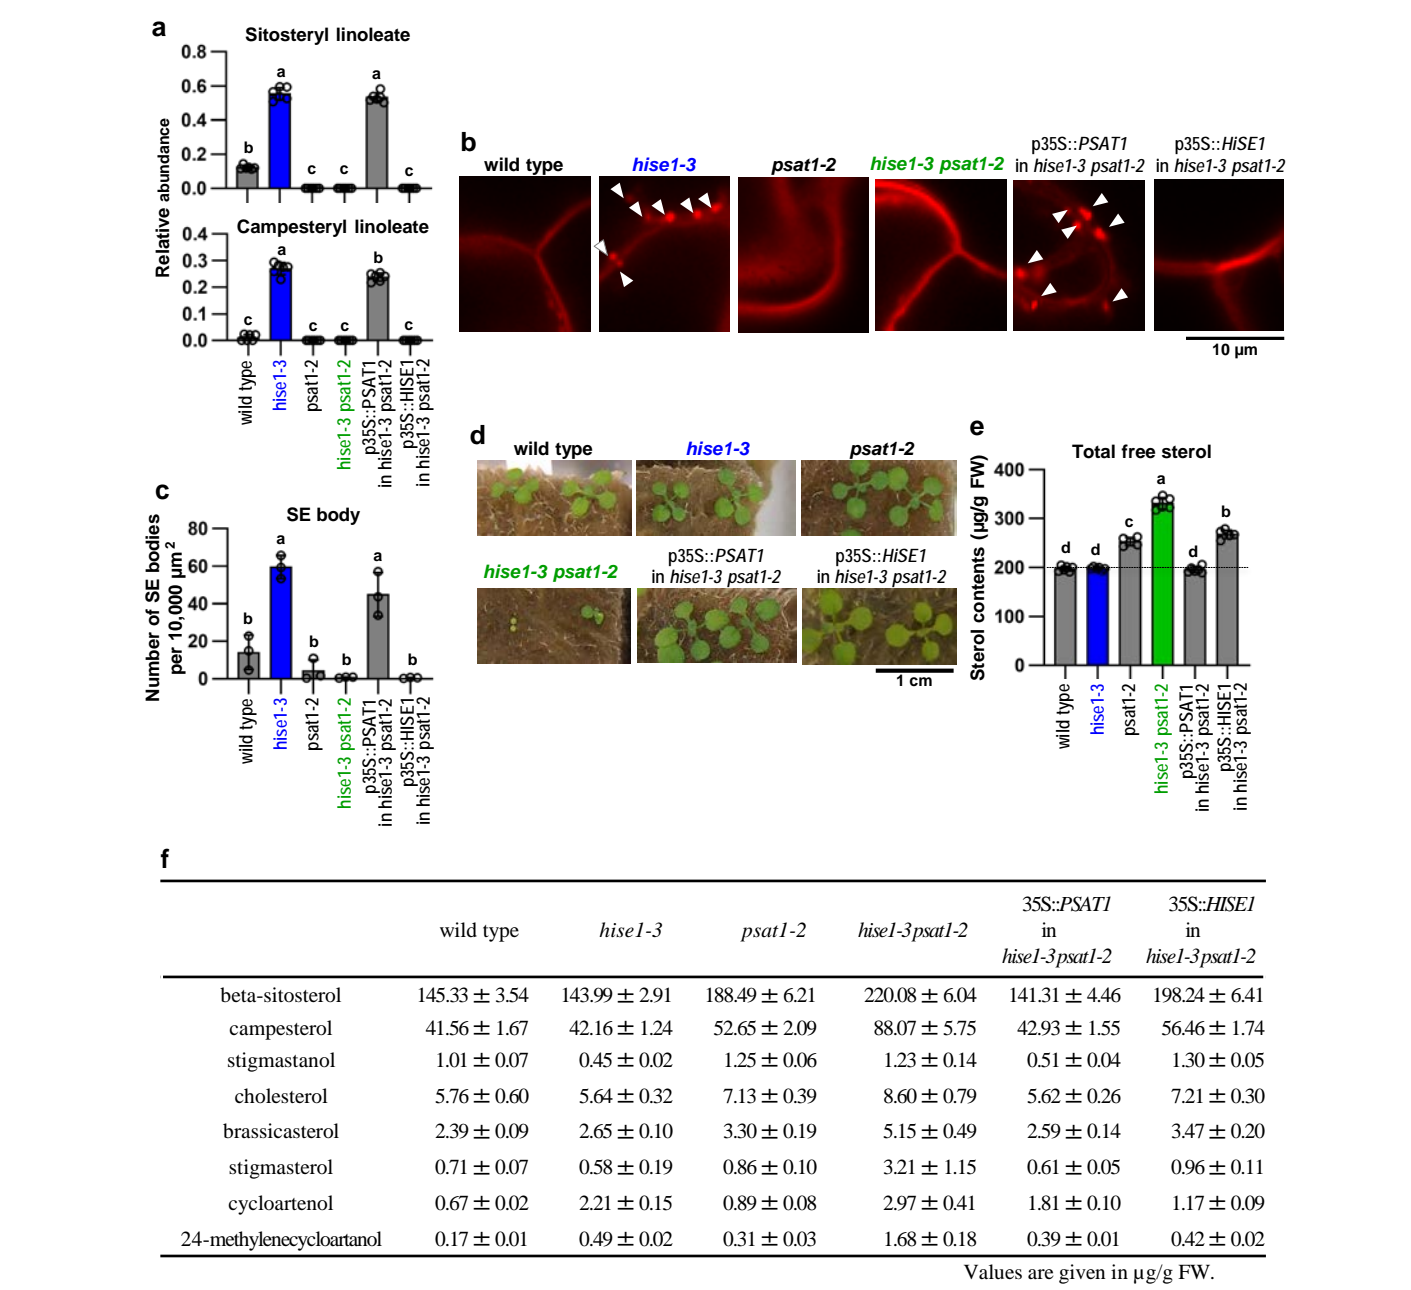 a
Sitosteryl linoleate
0.8
0.6
0.4
0.2
0.0
b
a
c
c
a
c
Relative abundance
Campesteryl linoleate
0.4
0.3
0.2
0.1
0.0
c
a
c
c
b
c
wild type
hise1-3
psat1-2
hise1-3 psat1-2
p35S::PSAT1
in hise1-3 psat1-2
p35S::HISE1
in hise1-3 psat1-2
b
wild type
hise1-3
psat1-2
hise1-3 psat1-2
p35S::PSAT1
in hise1-3 psat1-2
p35S::HiSE1
in hise1-3 psat1-2
10 µm
c
SE body
Number of SE bodies
per 10,000 µm2
80
60
40
20
0
b
a
b
b
a
b
wild type
hise1-3
psat1-2
hise1-3 psat1-2
p35S::PSAT1
in hise1-3 psat1-2
p35S::HISE1
in hise1-3 psat1-2
d
wild type
hise1-3
psat1-2
hise1-3 psat1-2
p35S::PSAT1
in hise1-3 psat1-2
p35S::HiSE1
in hise1-3 psat1-2
1 cm
e
Total free sterol
Sterol contents (µg/g FW)
400
300
200
100
0
d
d
c
a
d
b
wild type
hise1-3
psat1-2
hise1-3 psat1-2
p35S::PSAT1
in hise1-3 psat1-2
p35S::HISE1
in hise1-3 psat1-2
f
wild type hise1-3 psat1-2 hise1-3psat1-2 35S::PSAT1 in hise1-3psat1-2 35S::HISE1 in hise1-3psat1-2
beta-sitosterol 145.33 ± 3.54 143.99 ± 2.91 188.49 ± 6.21 220.08 ± 6.04 141.31 ± 4.46 198.24 ± 6.41
campesterol 41.56 ± 1.67 42.16 ± 1.24 52.65 ± 2.09 88.07 ± 5.75 42.93 ± 1.55 56.46 ± 1.74
stigmastanol 1.01 ± 0.07 0.45 ± 0.02 1.25 ± 0.06 1.23 ± 0.14 0.51 ± 0.04 1.30 ± 0.05
cholesterol 5.76 ± 0.60 5.64 ± 0.32 7.13 ± 0.39 8.60 ± 0.79 5.62 ± 0.26 7.21 ± 0.30
brassicasterol 2.39 ± 0.09 2.65 ± 0.10 3.30 ± 0.19 5.15 ± 0.49 2.59 ± 0.14 3.47 ± 0.20
stigmasterol 0.71 ± 0.07 0.58 ± 0.19 0.86 ± 0.10 3.21 ± 1.15 0.61 ± 0.05 0.96 ± 0.11
cycloartenol 0.67 ± 0.02 2.21 ± 0.15 0.89 ± 0.08 2.97 ± 0.41 1.81 ± 0.10 1.17 ± 0.09
24-methylenecycloartanol 0.17 ± 0.01 0.49 ± 0.02 0.31 ± 0.03 1.68 ± 0.18 0.39 ± 0.01 0.42 ± 0.02
Values are given in µg/g FW.